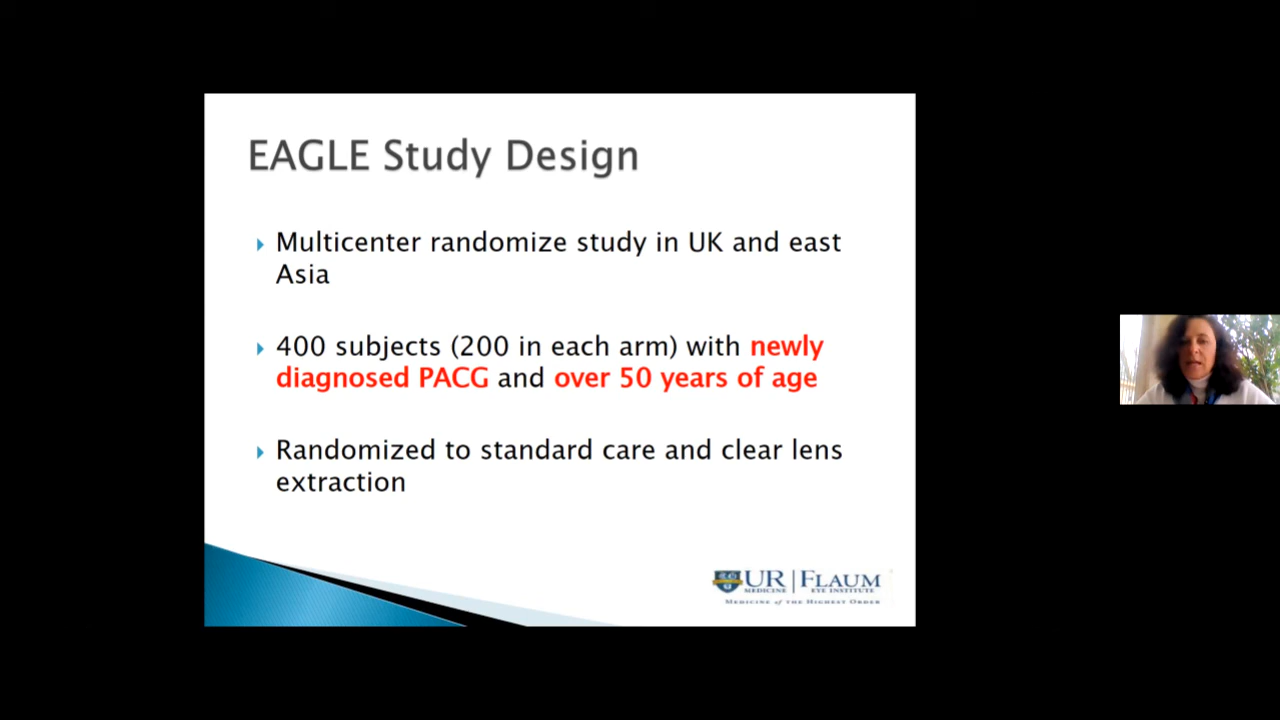 EAGLE Study Design
Multicenter randomize study in UK and east
Asia
400 subjects (200 in each arm) with newly
diagnosed PACG and over 50 years of age
Randomized to standard care and clear lens
extraction
UR MEDICINE | FLAUM EYE INSTITUTE
MEDICINE of THE HIGHEST ORDER